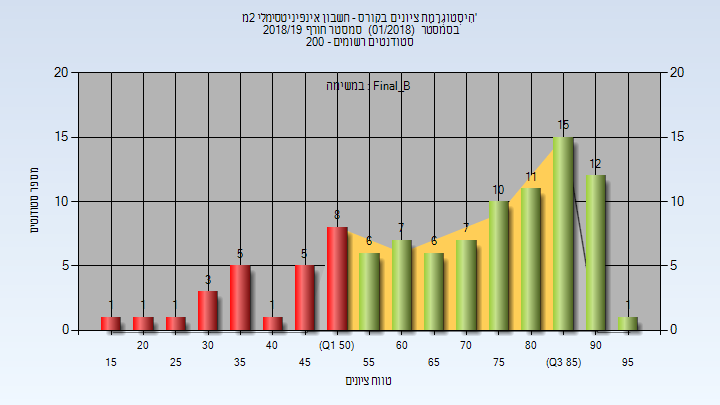 היסטוגרמת ציונים בקורס - חשבון אינפיניטסימלי 2מ'
בסמסטר (01/2018) סמסטר חורף 2018/19
סטודנטים רשומים - 200
במשימה : Final_B
20 20
15 15
10 10
5 5
0 0
מספר סטודנטים
1 1 1 3 5 1 5 8 6 7 6 7 10 11 15 12 1
20 30 40 (Q1 50) 60 70 80 90
15 25 35 45 55 65 75 (Q3 85) 95
טווח ציונים